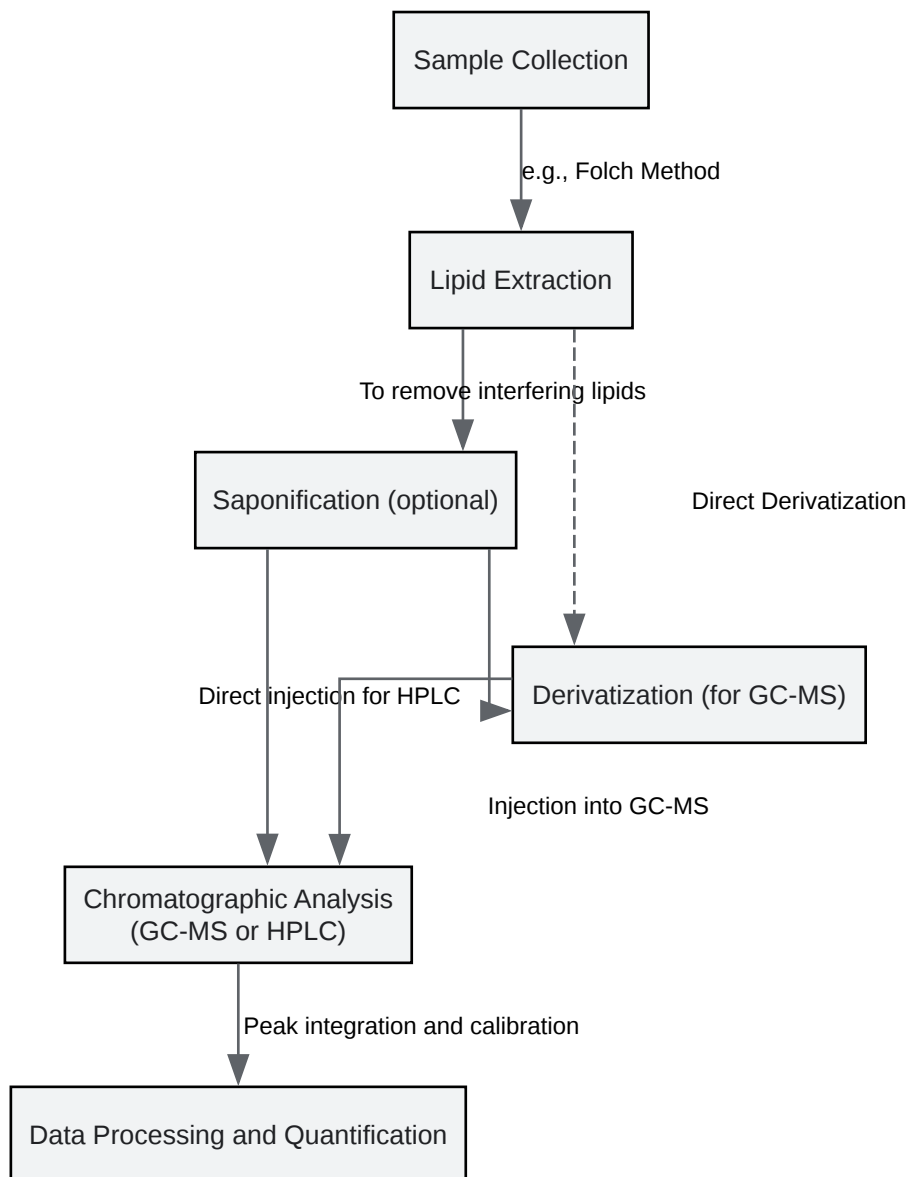 Sample Collection
e.g., Folch Method
Lipid Extraction
To remove interfering lipids
Saponification (optional)
Direct Derivatization
Direct injection for HPLC
Derivatization (for GC-MS)
Injection into GC-MS
Chromatographic Analysis
(GC-MS or HPLC)
Peak integration and calibration
Data Processing and Quantification